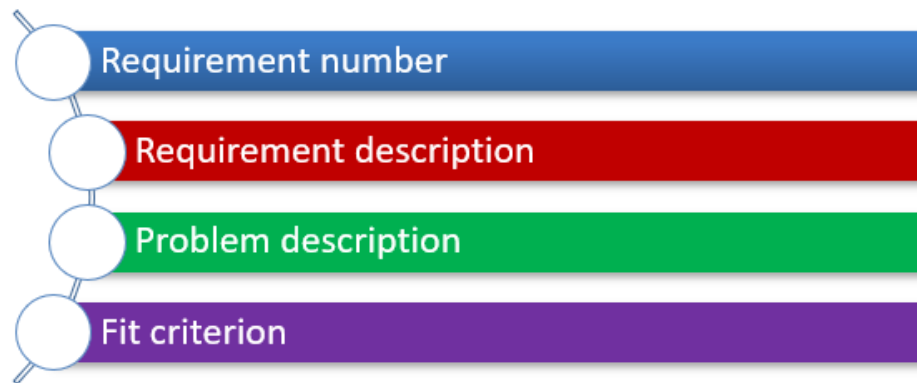 Requirement number
Requirement description
Problem description
Fit criterion